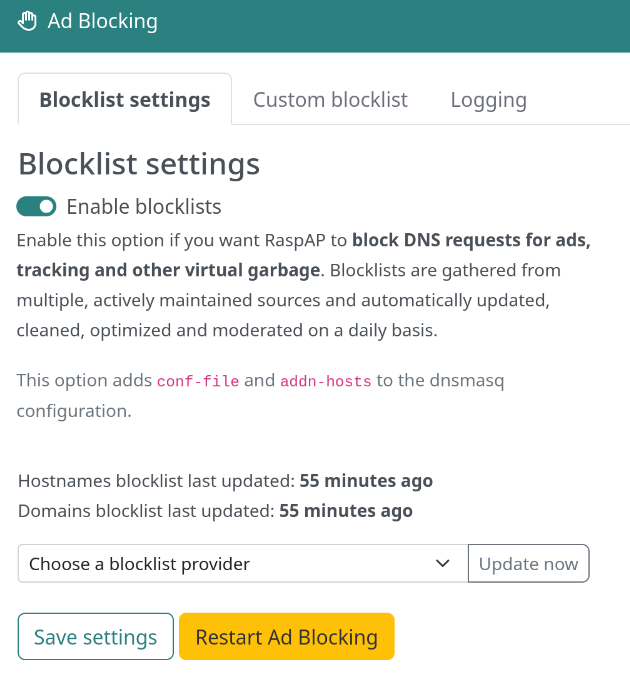 Ad Blocking
Blocklist settings
Custom blocklist
Logging
Blocklist settings
Enable blocklists
Enable this option if you want RaspAP to block DNS requests for ads,
tracking and other virtual garbage. Blocklists are gathered from
multiple, actively maintained sources and automatically updated,
cleaned, optimized and moderated on a daily basis.
This option adds conf-file and addn-hosts to the dnsmasq
configuration.
Hostnames blocklist last updated: 55 minutes ago
Domains blocklist last updated: 55 minutes ago
Choose a blocklist provider
Update now
Save settings
Restart Ad Blocking